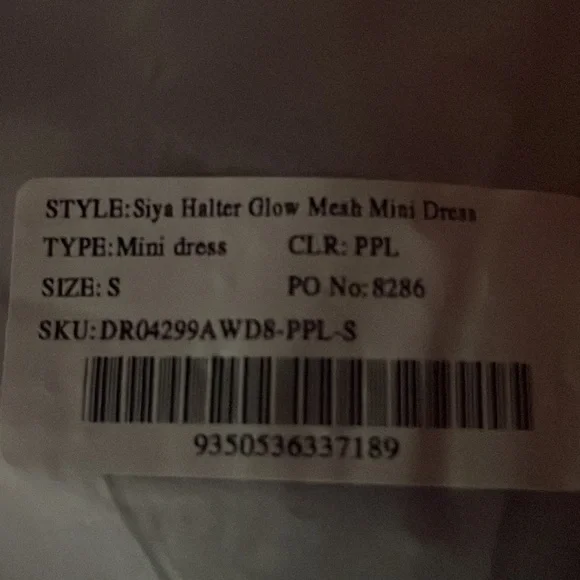 STYLE:Siya Halter Glow Mesh Mini Dress
TYPE:Mini dress CLR: PPL
SIZE: S PO No: 8286
SKU:DR04299AWD8-PPL-S
9350536337189